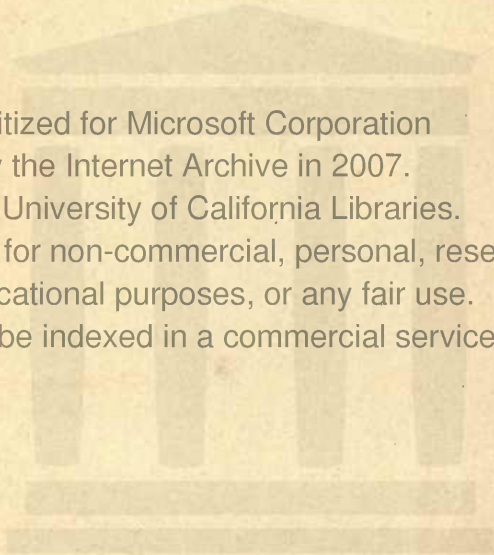 itized for Microsoft Corporation
the Internet Archive in 2007.
University of California Libraries.
for non-commercial, personal, rese
cational purposes, or any fair use.
be indexed in a commercial service